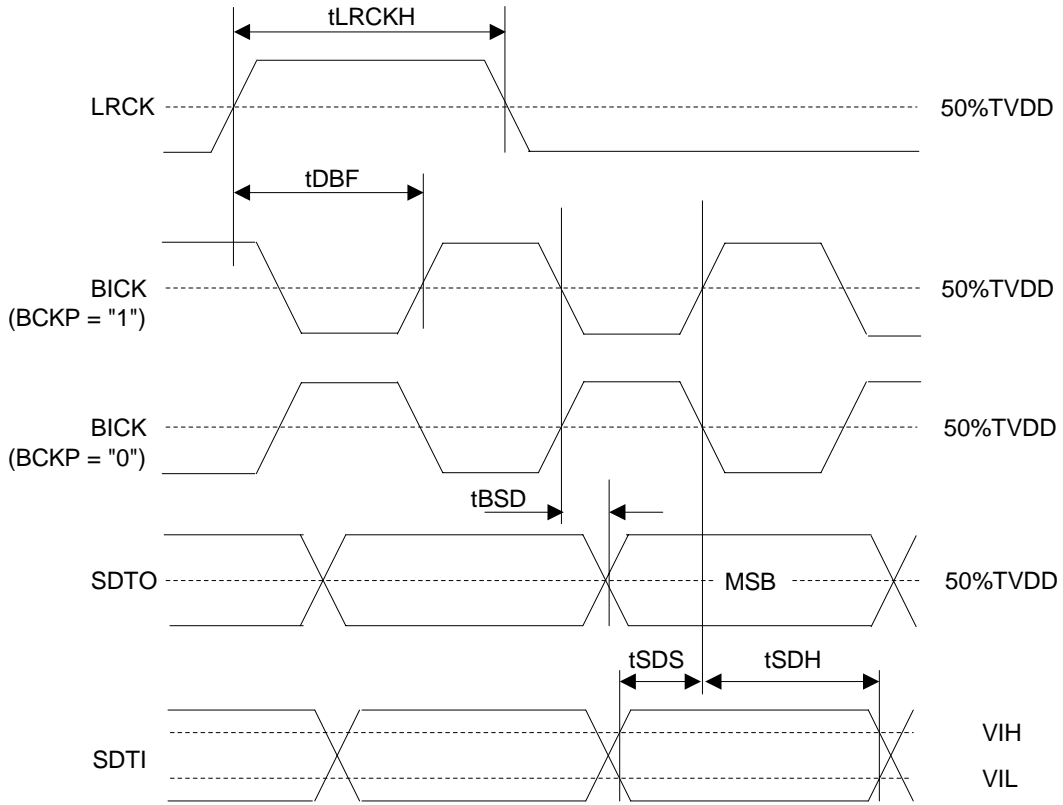 tLRCKH
LRCK 50%TVDD
tDBF
BICK 50%TVDD
(BCKP = "1")
BICK 50%TVDD
(BCKP = "0")
tBSD
SDTO MSB 50%TVDD
tSDS tSDH
VIH
SDTI
VIL